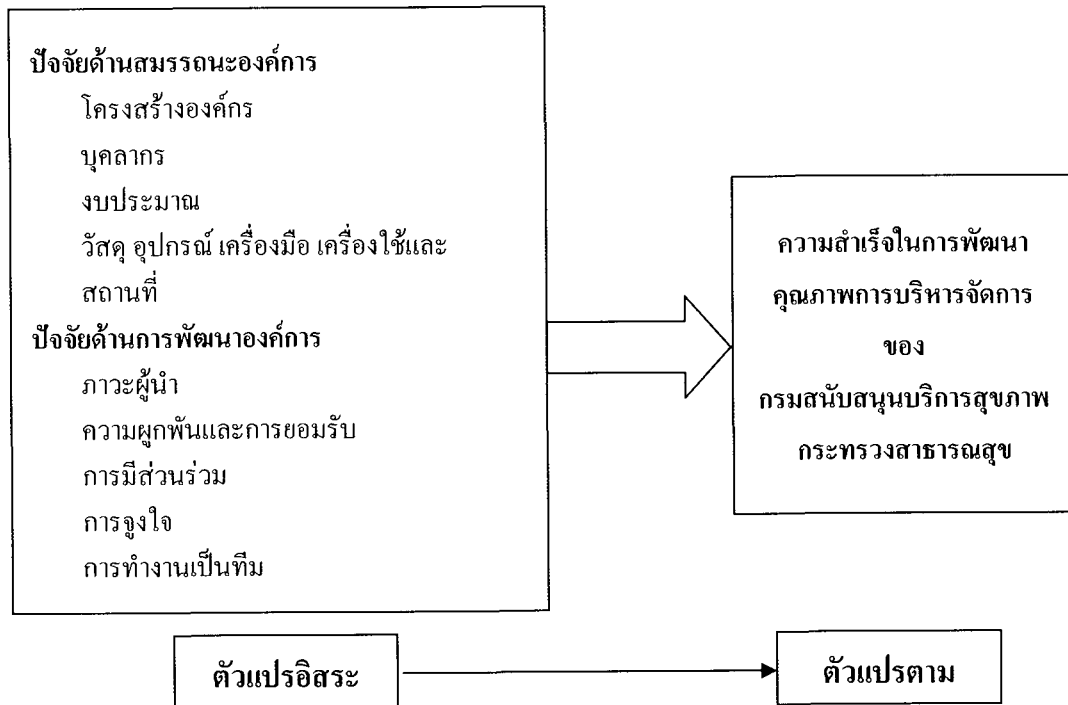 ปัจจัยด้านสมรรถนะองค์การ
โครงสร้างองค์กร
บุคลากร
งบประมาณ
วัสดุ อุปกรณ์ เครื่องมือ เครื่องใช้และ
สถานที่
ปัจจัยด้านการพัฒนาองค์การ
ภาวะผู้นำ
ความผูกพันและการยอมรับ
การมีส่วนร่วม
การจูงใจ
การทำงานเป็นทีม
ความสำเร็จในการพัฒนา
คุณภาพการบริหารจัดการ
ของ
กรมสนับสนุนบริการสุขภาพ
กระทรวงสาธารณสุข
ตัวแปรอิสระ
ตัวแปรตาม